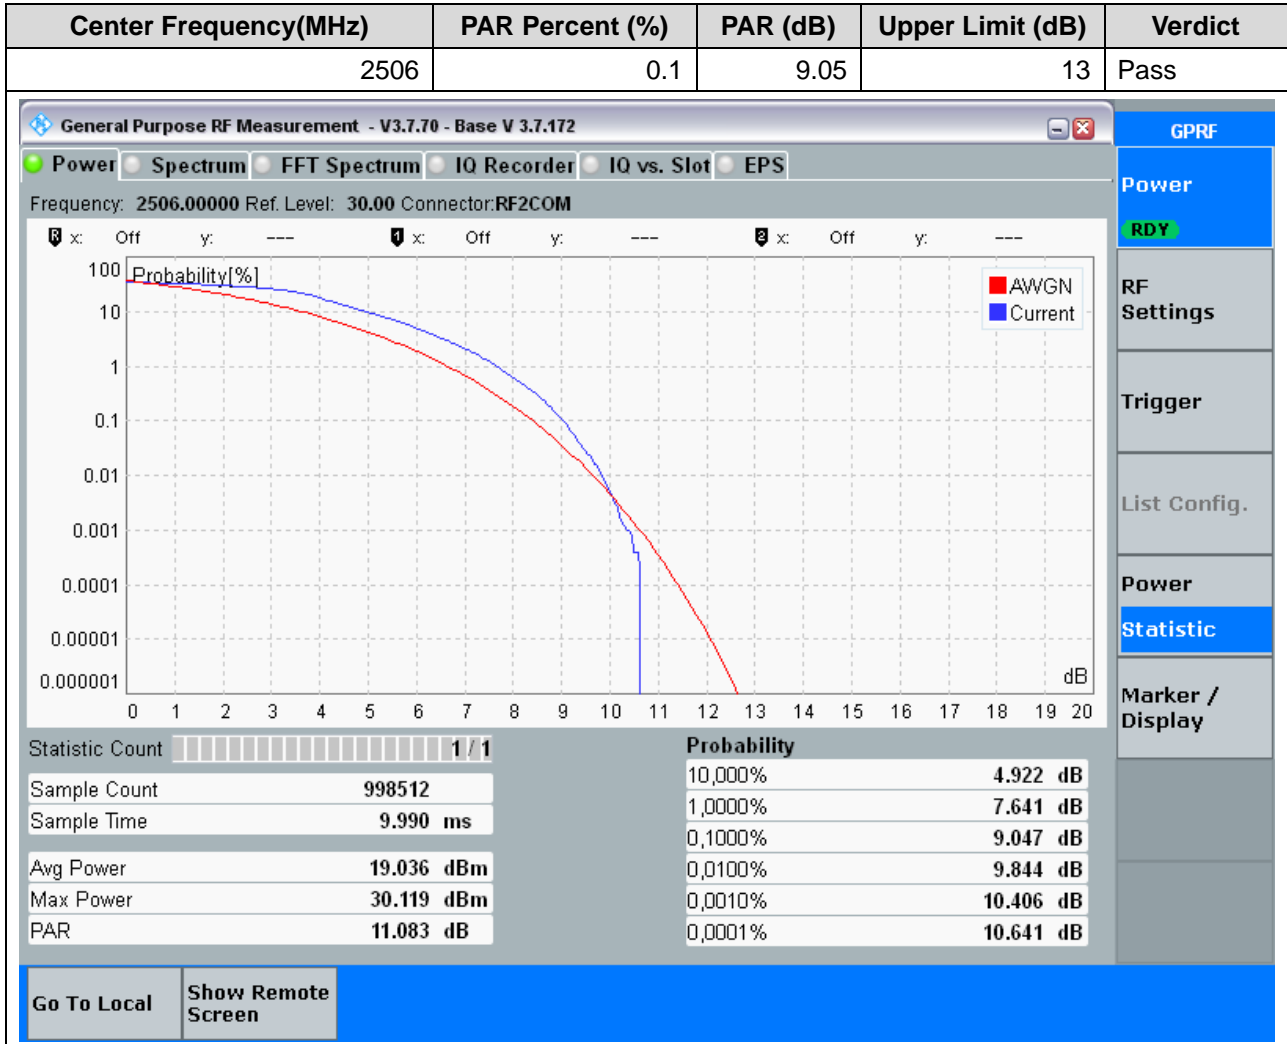 Center Frequency(MHz) PAR Percent (%) PAR (dB) Upper Limit (dB) Verdict
2506 0.1 9.05 13 Pass
General Purpose RF Measurement - V3.7.70 - Base V 3.7.172
GPRF
Power Spectrum FFT Spectrum IQ Recorder IQ vs. Slot EPS
Frequency: 2506.00000 Ref. Level: 30.00 Connector:RF2COM
R x: Off y: --- 1 x: Off y: --- 2 x: Off y: ---
Probability[%]
AWGN
Current
100
10
1
0.1
0.01
0.001
0.0001
0.00001
0.000001
dB
0 1 2 3 4 5 6 7 8 9 10 11 12 13 14 15 16 17 18 19 20
Statistic Count 1 / 1
Sample Count 998512
Sample Time 9.990 ms
Avg Power 19.036 dBm
Max Power 30.119 dBm
PAR 11.083 dB
Probability
10,000% 4.922 dB
1,0000% 7.641 dB
0,1000% 9.047 dB
0,0100% 9.844 dB
0,0010% 10.406 dB
0,0001% 10.641 dB
Power
RDY
RF
Settings
Trigger
List Config.
Power
Statistic
Marker /
Display
Go To Local
Show Remote
Screen